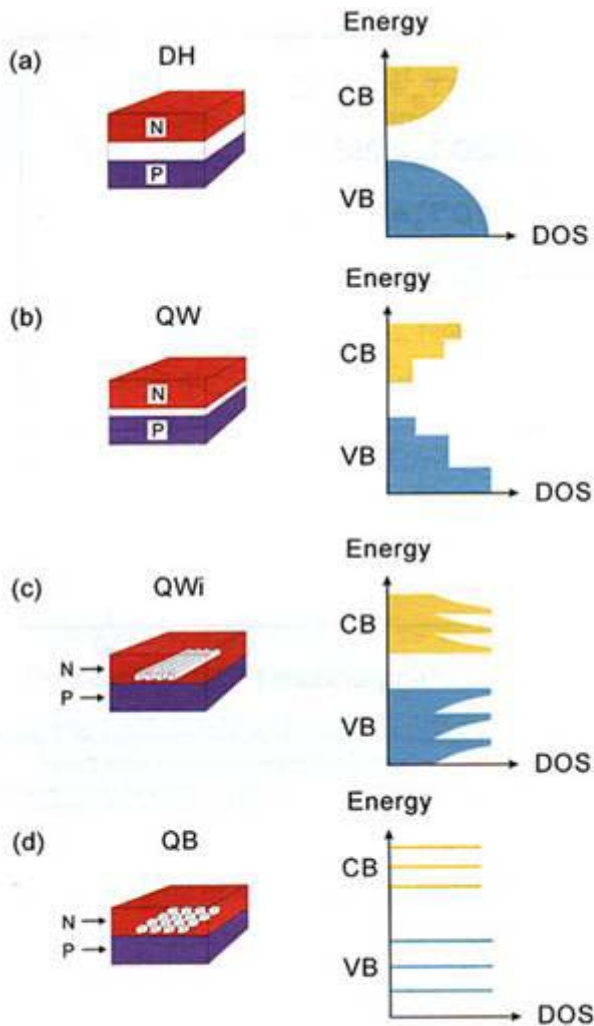 (a)
DH
N
P
Energy
CB
VB
DOS
(b)
QW
N
P
Energy
CB
VB
DOS
(c)
QWi
N
P
Energy
CB
VB
DOS
(d)
QB
N
P
Energy
CB
VB
DOS